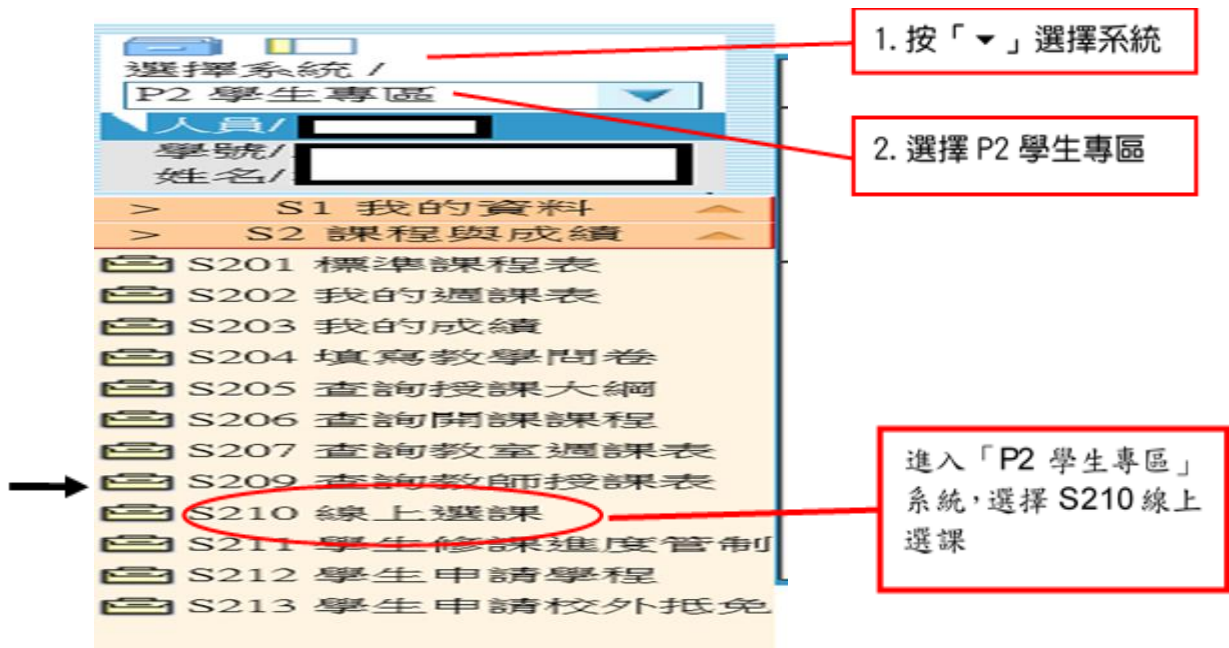 選擇系統 /
P2 學生專區
人員/
學號/
姓名/
> S1 我的資料
> S2 課程與成績
S201 標準課程表
S202 我的週課表
S203 我的成績
S204 填寫教學問卷
S205 查詢授課大綱
S206 查詢開課課程
S207 查詢教室週課表
S209 查詢教師授課表
S210 線上選課
S211 學生修課進度管制
S212 學生申請學程
S213 學生申請校外抵免
1. 按「▼」選擇系統
2. 選擇 P2 學生專區
進入「P2 學生專區」
系統，選擇 S210 線上
選課